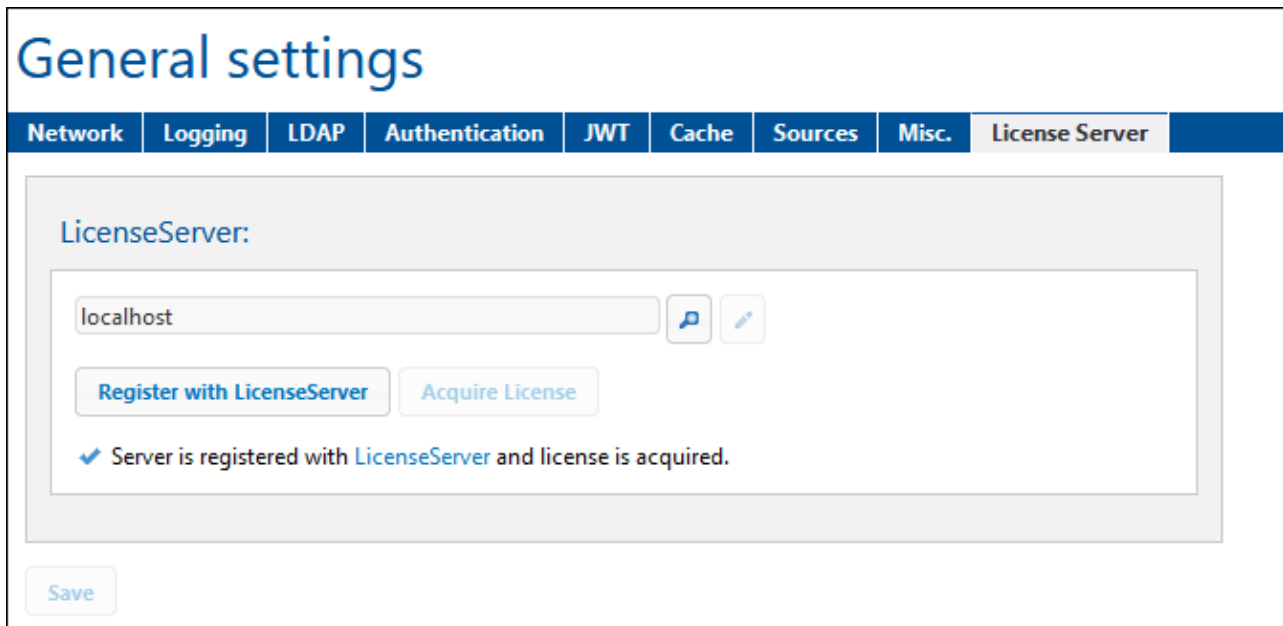 General settings
Network Logging LDAP Authentication JWT Cache Sources Misc. License Server
LicenseServer:
localhost
Register with LicenseServer Acquire License
Server is registered with LicenseServer and license is acquired.
Save